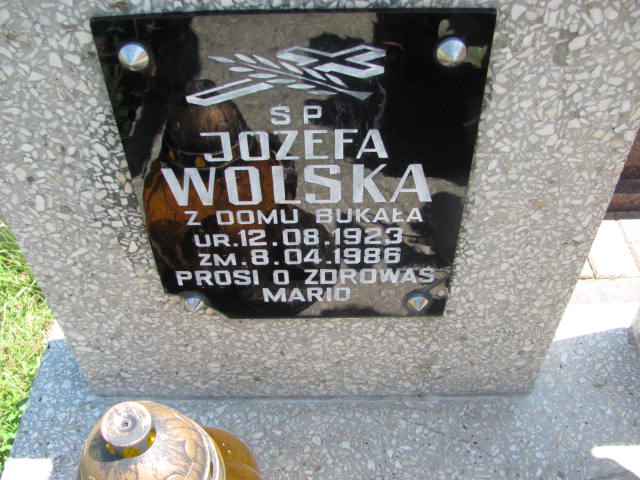 SP
JOZEFA
WOLSKA
Z DOMU BUKAŁA
UR.12.08.1923
ZM.8.04.1986
PROSI O ZDROWAŚ
MARIO